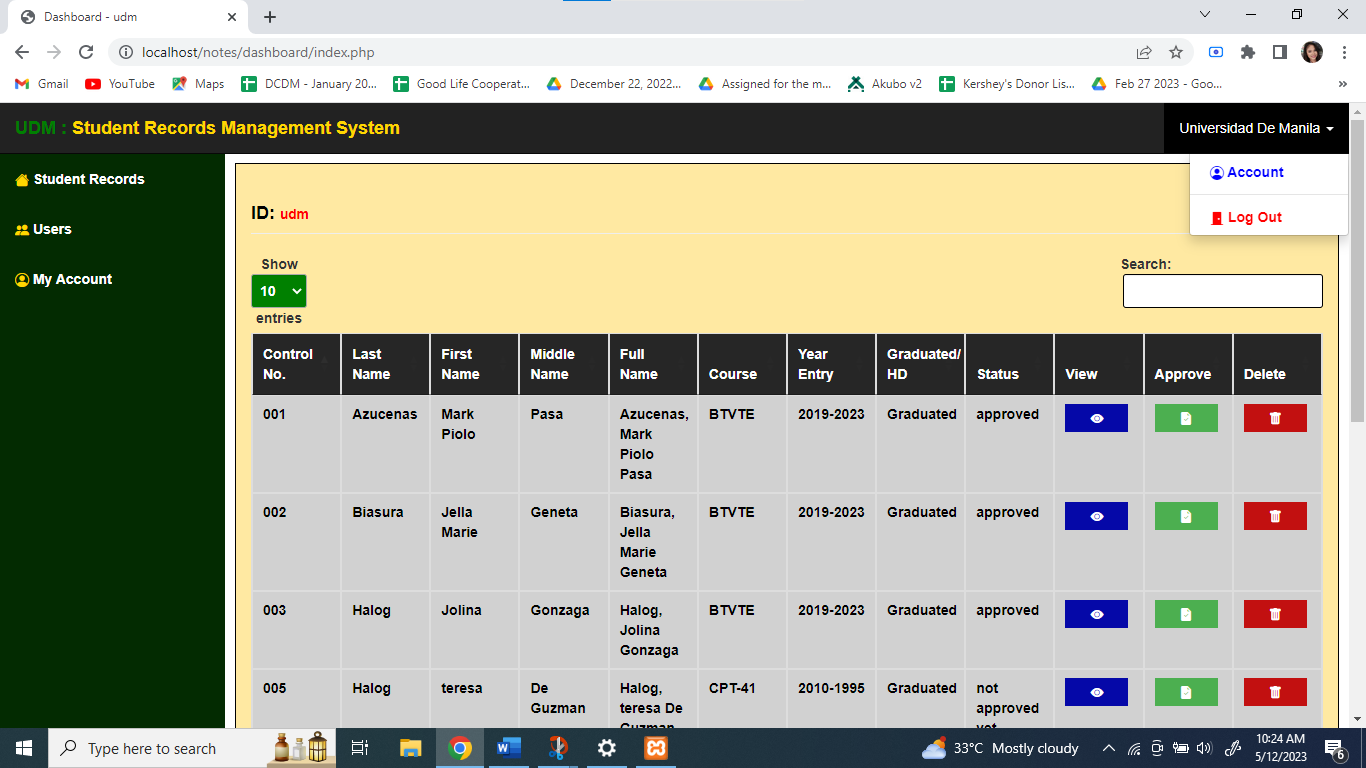 Dashboard - udm
localhost/notes/dashboard/index.php
Gmail YouTube Maps DCDM - January 20... Good Life Cooperat... December 22, 2022... Assigned for the m... Akubo v2 Kershey's Donor Lis... Feb 27 2023 - Goo... »
UDM : Student Records Management System
Universidad De Manila
Account
Log Out
Student Records
Users
My Account
ID: udm
Show
10
entries
Search:
Control No. Last Name First Name Middle Name Full Name Course Year Entry Graduated/ HD Status View Approve Delete
001 Azucenas Mark Piolo Pasa Azucenas, Mark Piolo Pasa BTVTE 2019-2023 Graduated approved
002 Biasura Jella Marie Geneta Biasura, Jella Marie Geneta BTVTE 2019-2023 Graduated approved
003 Halog Jolina Gonzaga Halog, Jolina Gonzaga BTVTE 2019-2023 Graduated approved
005 Halog teresa De Guzman Halog, teresa De Guzman CPT-41 2010-1995 Graduated not approved yet
Type here to search
33°C Mostly cloudy
10:24 AM
5/12/2023
6